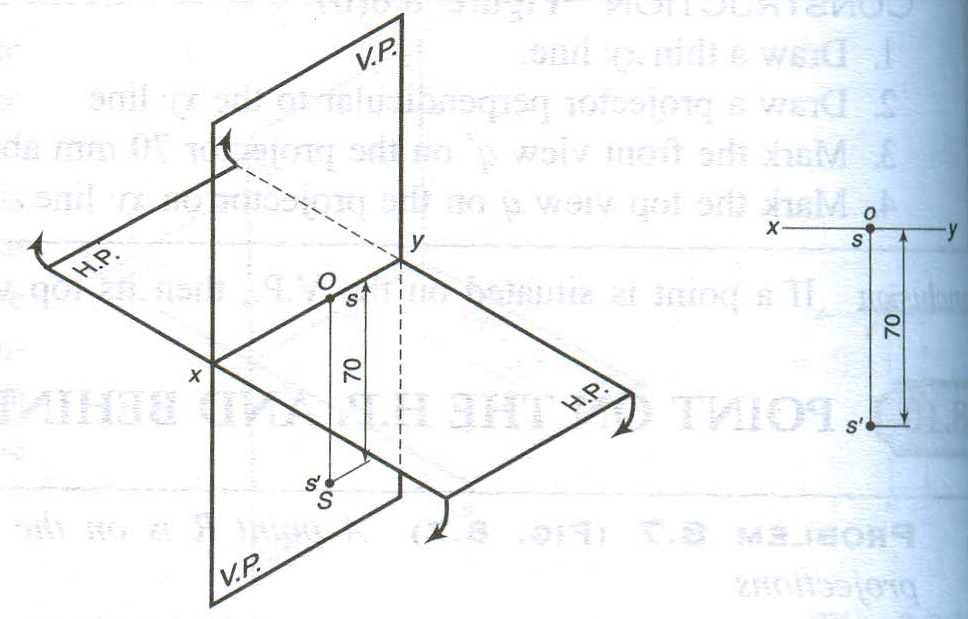 V.P.
y
O
s
H.P.
x
70
H.P.
s'
S
V.P.
o
x
y
s
70
s'
CONSTRUCTION Figure
1. Draw a thin xy line.
2. Draw a projector perpendicular to the xy line
3. Mark the front view q' on the projector 70 mm
4. Mark the top view q on the projector on xy line
If a point is situated on the V.P., then its top
POINT ON THE H.P. AND BEHIND
PROBLEM 8.7 (FIG. 8. A point R is on the
projections